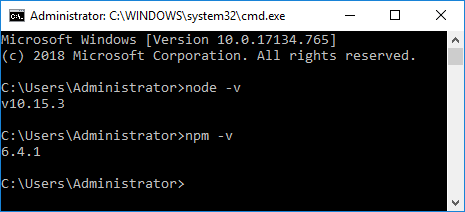 Administrator: C:\WINDOWS\system32\cmd.exe
Microsoft Windows [Version 10.0.17134.765]
(c) 2018 Microsoft Corporation. All rights reserved.
C:\Users\Administrator>node -v
v10.15.3
C:\Users\Administrator>npm -v
6.4.1
C:\Users\Administrator>